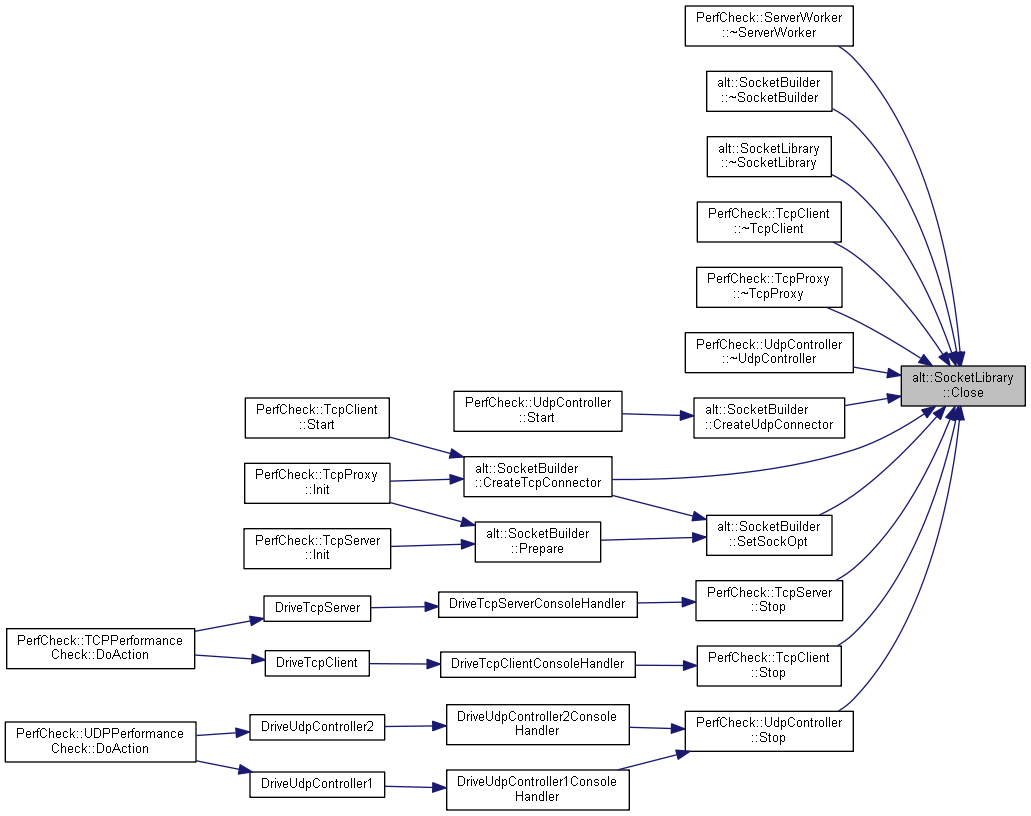 PerfCheck::ServerWorker
::~ServerWorker
alt::SocketBuilder
::~SocketBuilder
alt::SocketLibrary
::~SocketLibrary
PerfCheck::TcpClient
::~TcpClient
PerfCheck::TcpProxy
::~TcpProxy
PerfCheck::UdpController
::~UdpController
alt::SocketLibrary
::Close
PerfCheck::UdpController
::Start
alt::SocketBuilder
::CreateUdpConnector
PerfCheck::TcpClient
::Start
alt::SocketBuilder
::CreateTcpConnector
PerfCheck::TcpProxy
::Init
alt::SocketBuilder
::SetSockOpt
alt::SocketBuilder
::Prepare
PerfCheck::TcpServer
::Init
PerfCheck::TcpServer
::Stop
DriveTcpServerConsoleHandler
DriveTcpServer
PerfCheck::TCPPerformance
Check::DoAction
DriveTcpClient
DriveTcpClientConsoleHandler
PerfCheck::TcpClient
::Stop
PerfCheck::UDPPerformance
Check::DoAction
DriveUdpController2
DriveUdpController2Console
Handler
PerfCheck::UdpController
::Stop
DriveUdpController1
DriveUdpController1Console
Handler